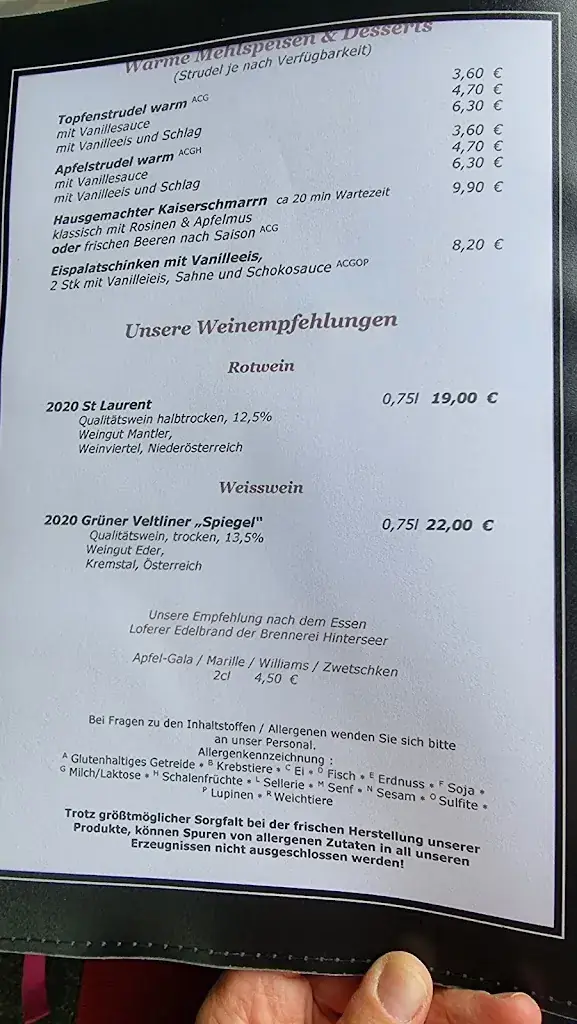 Warme Mehlspeisen & Desserts
(Strudel je nach Verfügbarkeit)
Topfenstrudel warm ACG 3,60 €
mit Vanillesauce 4,70 €
mit Vanilleeis und Schlag 6,30 €
Apfelstrudel warm ACGH 3,60 €
mit Vanillesauce 4,70 €
mit Vanilleeis und Schlag 6,30 €
Hausgemachter Kaiserschmarrn ca 20 min Wartezeit 9,90 €
klassisch mit Rosinen & Apfelmus
oder frischen Beeren nach Saison ACG
Eispalatschinken mit Vanilleeis, 8,20 €
2 Stk mit Vanilleieis, Sahne und Schokosauce ACGOP
Unsere Weinempfehlungen
Rotwein
2020 St Laurent 0,75l 19,00 €
Qualitätswein halbtrocken, 12,5%
Weingut Mantler,
Weinviertel, Niederösterreich
Weisswein
2020 Grüner Veltliner „Spiegel" 0,75l 22,00 €
Qualitätswein, trocken, 13,5%
Weingut Eder,
Kremstal, Österreich
Unsere Empfehlung nach dem Essen
Loferer Edelbrand der Brennerei Hinterseer
Apfel-Gala / Marille / Williams / Zwetschken
2cl 4,50 €
Bei Fragen zu den Inhaltstoffen / Allergenen wenden Sie sich bitte
an unser Personal.
Allergenkennzeichnung :
A Glutenhaltiges Getreide • B Krebstiere • C Ei • D Fisch • E Erdnuss • F Soja •
G Milch/Laktose • H Schalenfrüchte • L Sellerie • M Senf • N Sesam • O Sulfite •
P Lupinen • R Weichtiere
Trotz größtmöglicher Sorgfalt bei der frischen Herstellung unserer
Produkte, können Spuren von allergenen Zutaten in all unseren
Erzeugnissen nicht ausgeschlossen werden!